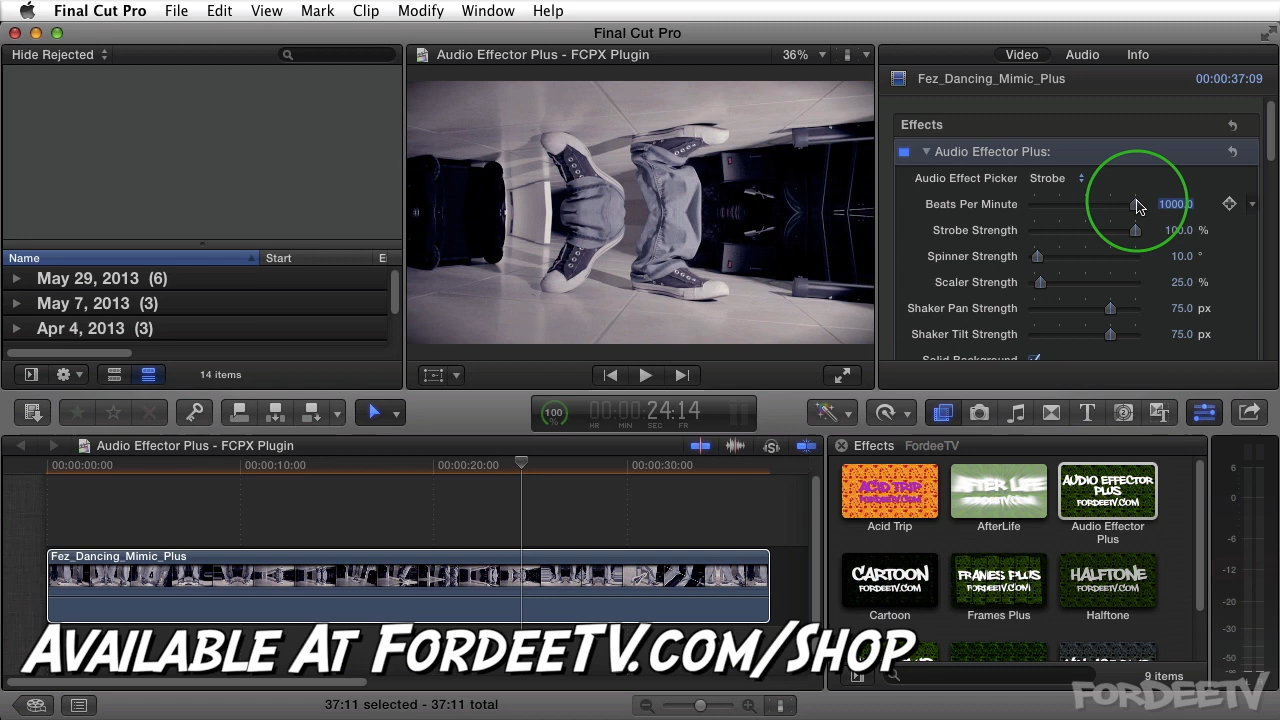 Final Cut Pro File Edit View Mark Clip Modify Window Help
Final Cut Pro
Hide Rejected
Audio Effector Plus - FCPX Plugin 36%
Video Audio Info
Fez_Dancing_Mimic_Plus 00:00:37:09
Effects
Audio Effector Plus:
Audio Effect Picker Strobe
Beats Per Minute 1000.0
Strobe Strength 100.0 %
Spinner Strength 10.0 °
Scaler Strength 25.0 %
Shaker Pan Strength 75.0 px
Shaker Tilt Strength 75.0 px
Solid Background
Name Start E
May 29, 2013 (6)
May 7, 2013 (3)
Apr 4, 2013 (3)
14 items
100 % 00:00:24:14
HR MIN SEC FR
Audio Effector Plus - FCPX Plugin
00:00:00:00 00:00:10:00 00:00:20:00 00:00:30:00
Fez_Dancing_Mimic_Plus
Effects FordeeTV
ACID TRIP
FORDEETV.COM
Acid Trip
AFTER LIFE
FORDEETV.COM
AfterLife
AUDIO EFFECTOR
PLUS
FORDEETV.COM
Audio Effector
Plus
CARTOON
FORDEETV.COM
Cartoon
FRAMES PLUS
FORDEETV.COM
Frames Plus
HALFTONE
FORDEETV.COM
Halftone
6
0
-6
-12
-20
-30
-50
-∞
AVAILABLE AT FORDEETV.COM/SHOP
9 items
37:11 selected - 37:11 total
FORDEETV